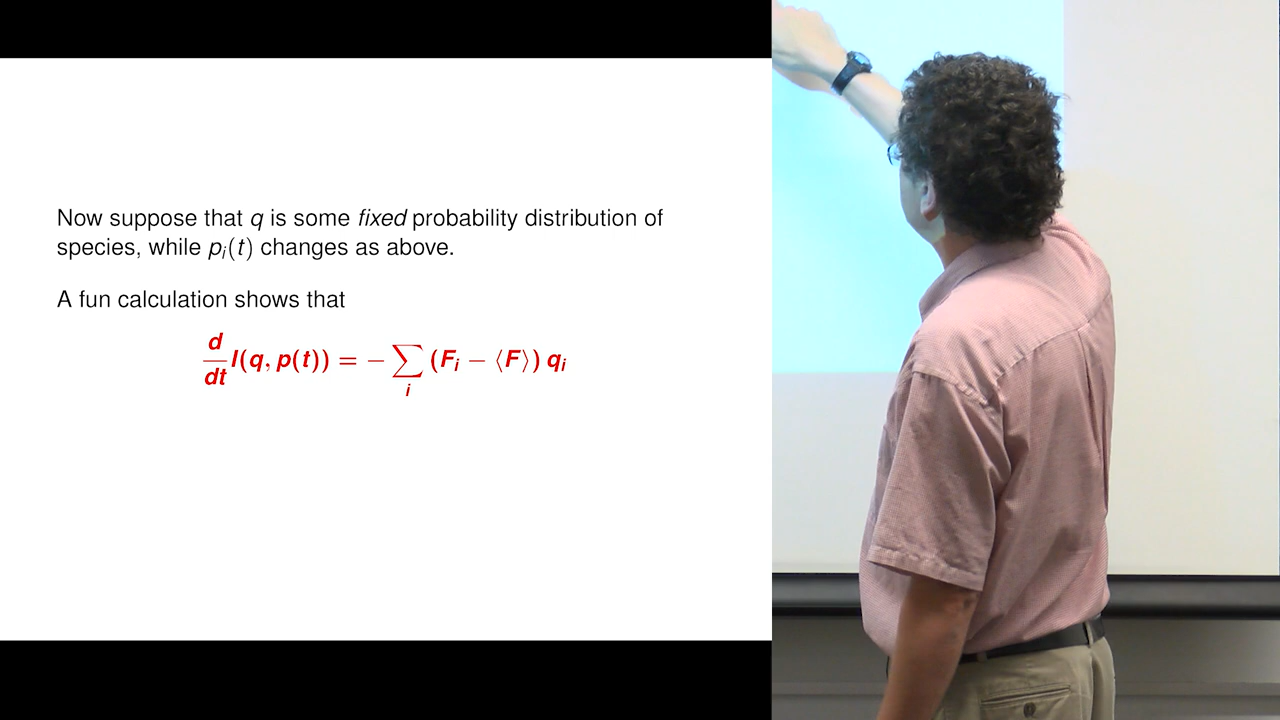 Now suppose that q is some fixed probability distribution of
species, while pᵢ(t) changes as above.
A fun calculation shows that
d/dt I(q, p(t)) = − ∑ᵢ (Fᵢ − ⟨F⟩) qᵢ